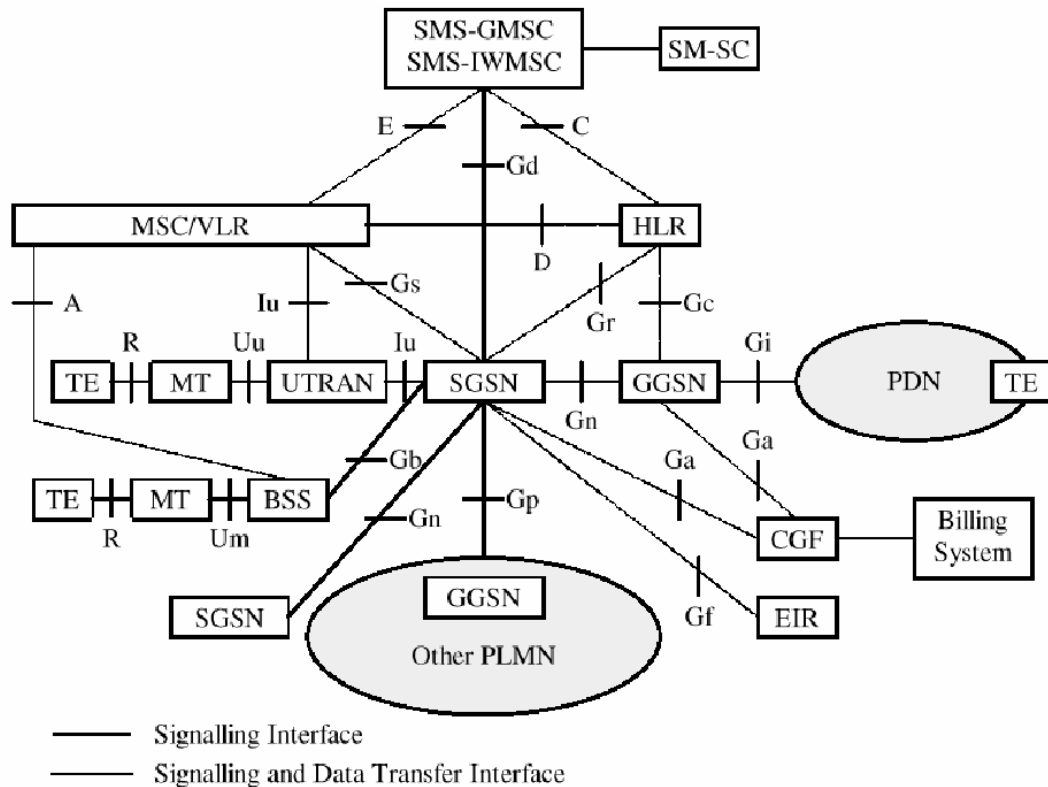 SMS-GMSC
SMS-IWMSC
SM-SC
E
C
Gd
MSC/VLR
HLR
D
A
Iu
Gs
Gr
Gc
R
Uu
Iu
Gi
TE
MT
UTRAN
SGSN
GGSN
PDN
TE
Gn
Gb
Ga
Ga
TE
MT
BSS
Gp
R
Um
Gn
CGF
Billing
System
SGSN
GGSN
Gf
EIR
Other PLMN
Signalling Interface
Signalling and Data Transfer Interface